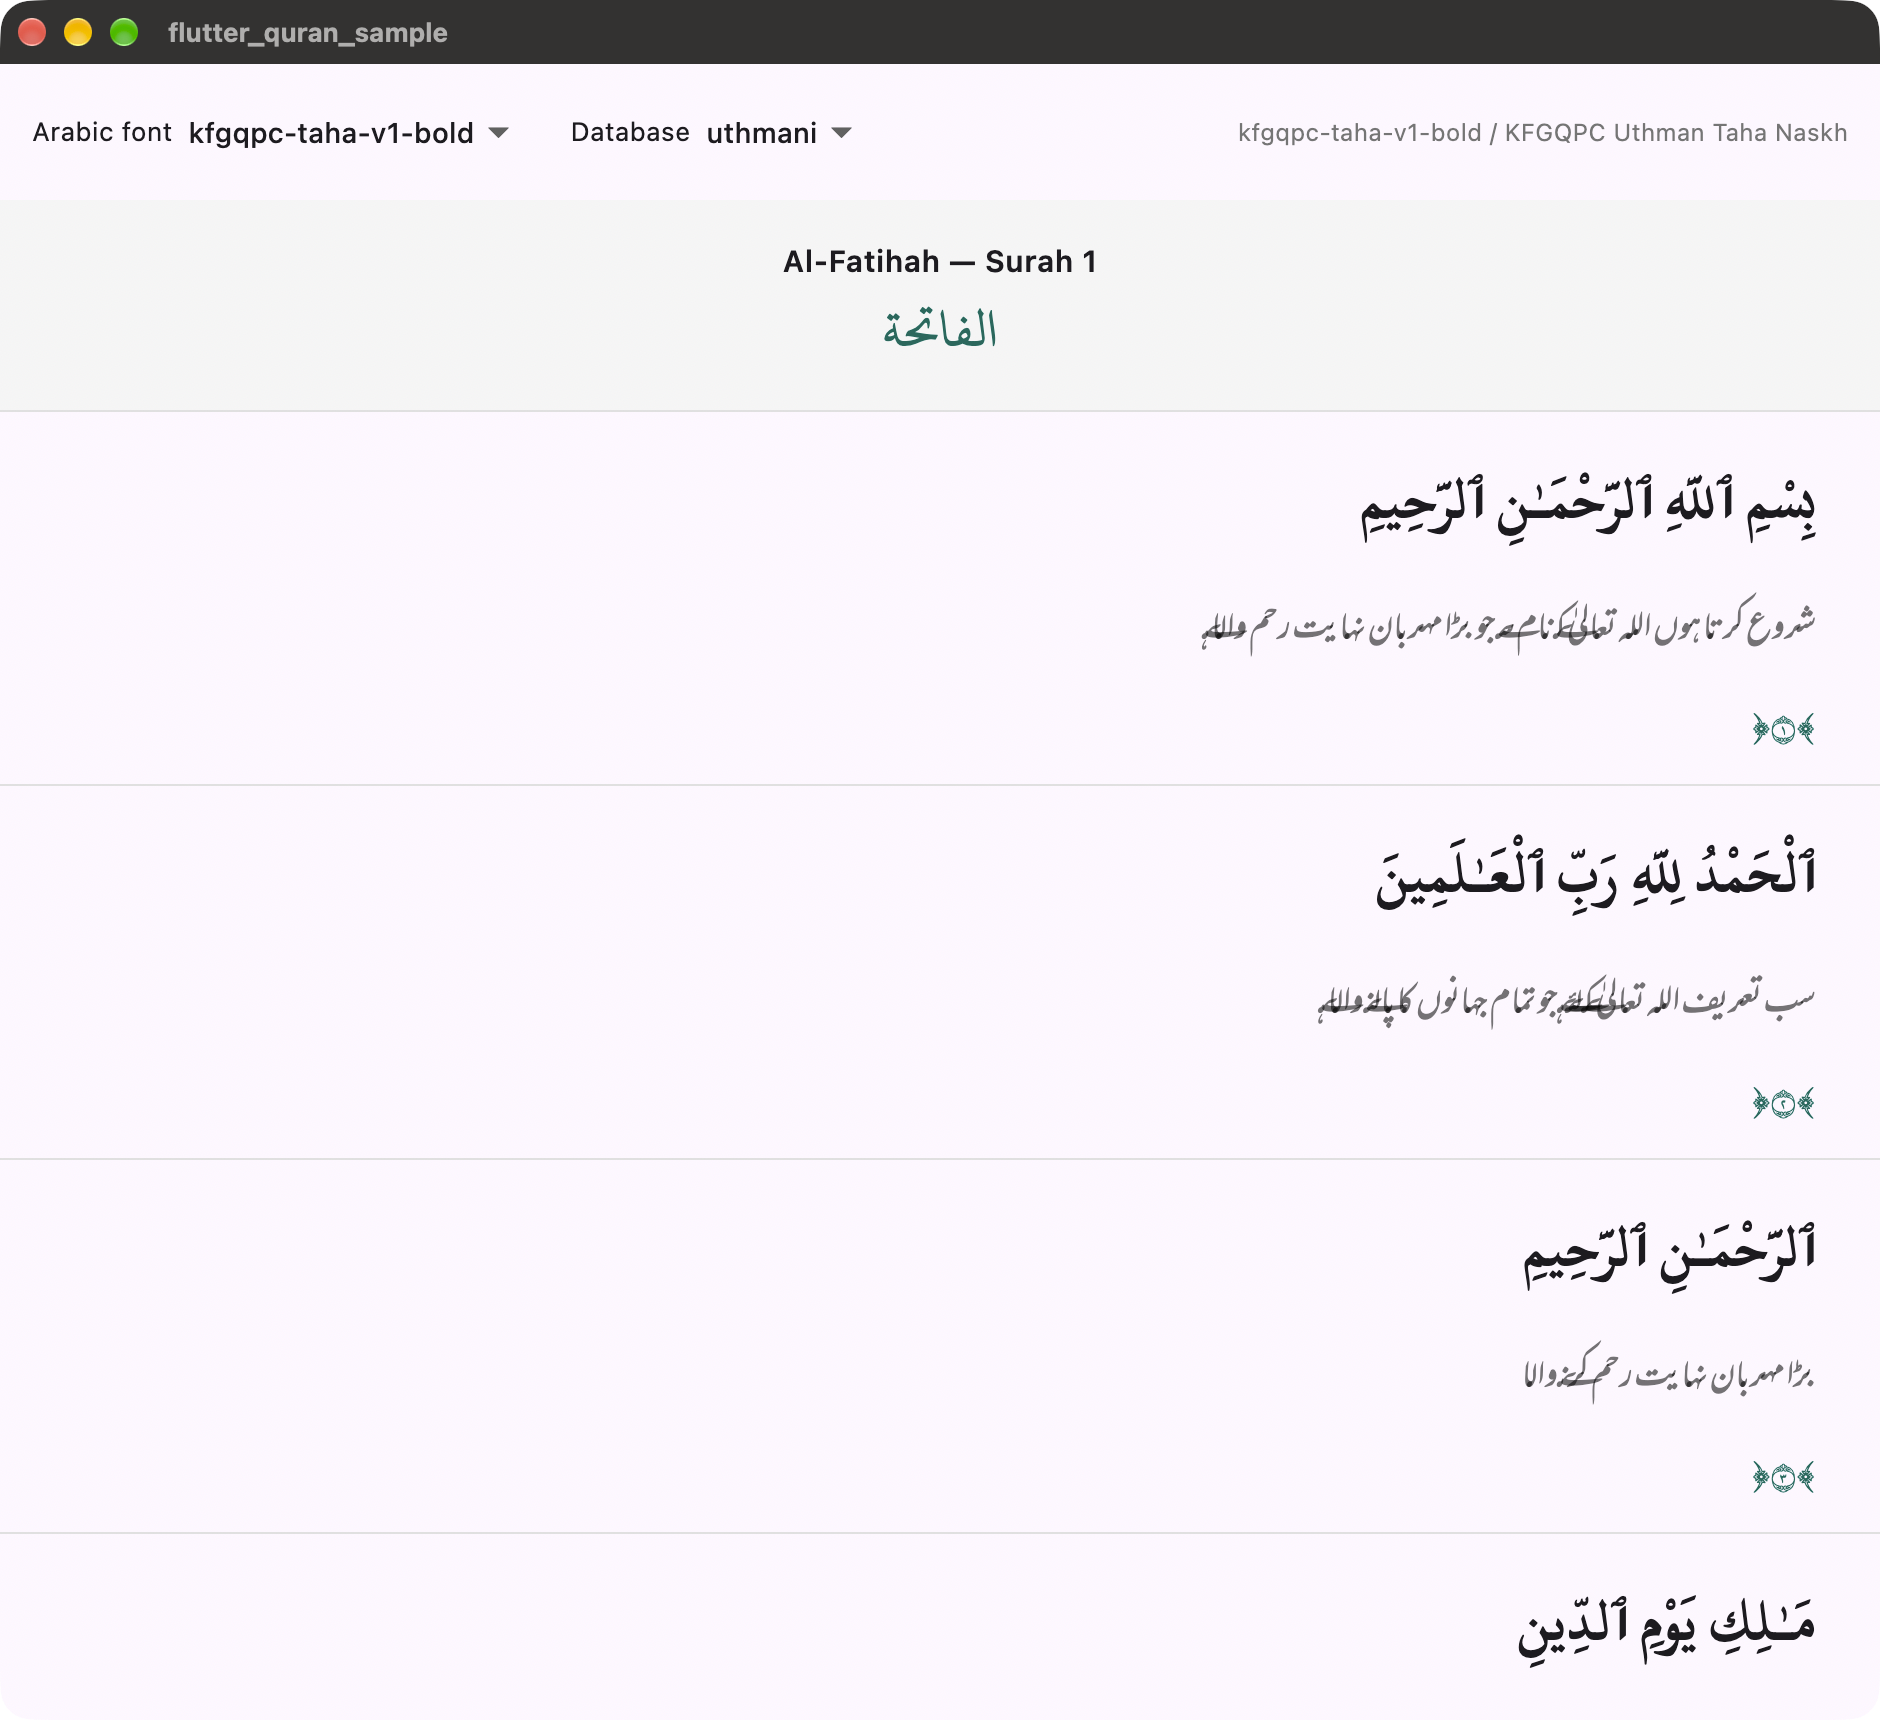 flutter_quran_sample
Arabic font kfgqpc-taha-v1-bold Database uthmani kfgqpc-taha-v1-bold / KFGQPC Uthman Taha Naskh
Al-Fatihah — Surah 1
الفاتحة
بِسْمِ ٱللَّهِ ٱلرَّحْمَـٰنِ ٱلرَّحِيمِ
شروع کرتا ہوں اللہ تعالیٰ کے نام سے جو بڑا مہربان نہایت رحم والا ہے
﴿١﴾
ٱلْحَمْدُ لِلَّهِ رَبِّ ٱلْعَـٰلَمِينَ
سب تعریف اللہ تعالیٰ کے لئے ہے جو تمام جہانوں کا پالنے والا ہے
﴿٢﴾
ٱلرَّحْمَـٰنِ ٱلرَّحِيمِ
بڑا مہربان نہایت رحم کرنے والا
﴿٣﴾
مَـٰلِكِ يَوْمِ ٱلدِّينِ